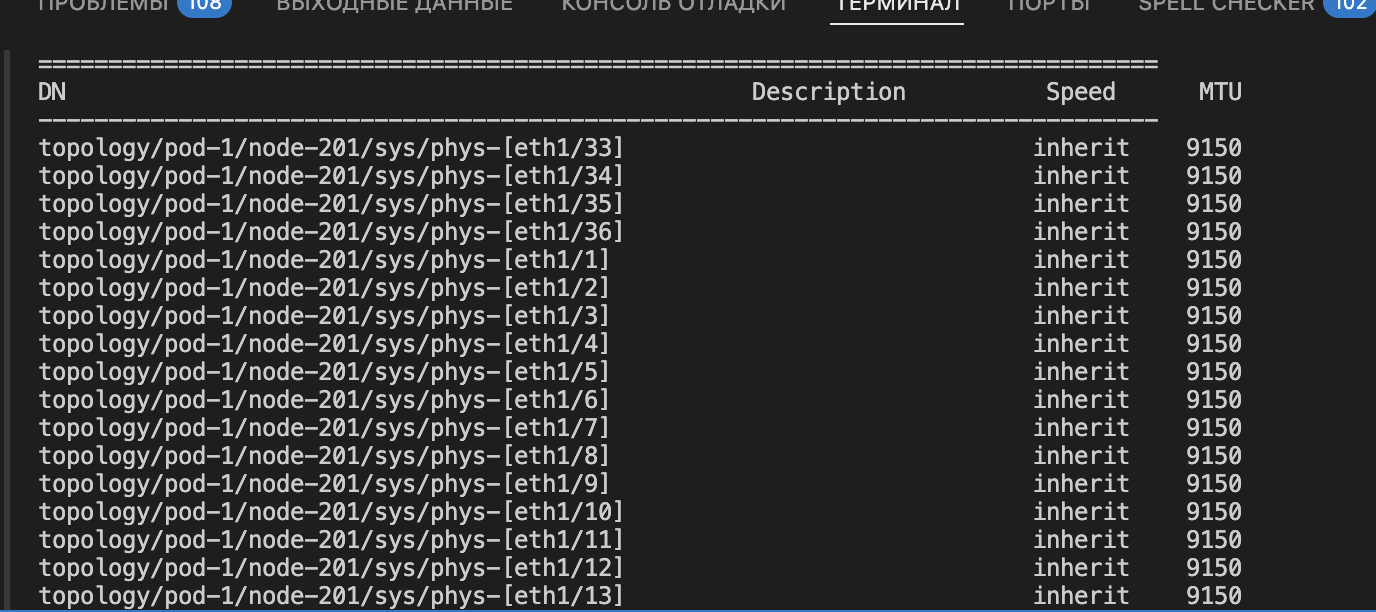 ПРОБЛЕМЫ 108 ВЫХОДНЫЕ ДАННЫЕ КОНСОЛЬ ОТЛАДКИ ТЕРМИНАЛ ПОРТЫ SPELL CHECKER 102
================================================================================
DN Description Speed MTU
--------------------------------------------------------------------------------
topology/pod-1/node-201/sys/phys-[eth1/33] inherit 9150
topology/pod-1/node-201/sys/phys-[eth1/34] inherit 9150
topology/pod-1/node-201/sys/phys-[eth1/35] inherit 9150
topology/pod-1/node-201/sys/phys-[eth1/36] inherit 9150
topology/pod-1/node-201/sys/phys-[eth1/1] inherit 9150
topology/pod-1/node-201/sys/phys-[eth1/2] inherit 9150
topology/pod-1/node-201/sys/phys-[eth1/3] inherit 9150
topology/pod-1/node-201/sys/phys-[eth1/4] inherit 9150
topology/pod-1/node-201/sys/phys-[eth1/5] inherit 9150
topology/pod-1/node-201/sys/phys-[eth1/6] inherit 9150
topology/pod-1/node-201/sys/phys-[eth1/7] inherit 9150
topology/pod-1/node-201/sys/phys-[eth1/8] inherit 9150
topology/pod-1/node-201/sys/phys-[eth1/9] inherit 9150
topology/pod-1/node-201/sys/phys-[eth1/10] inherit 9150
topology/pod-1/node-201/sys/phys-[eth1/11] inherit 9150
topology/pod-1/node-201/sys/phys-[eth1/12] inherit 9150
topology/pod-1/node-201/sys/phys-[eth1/13] inherit 9150